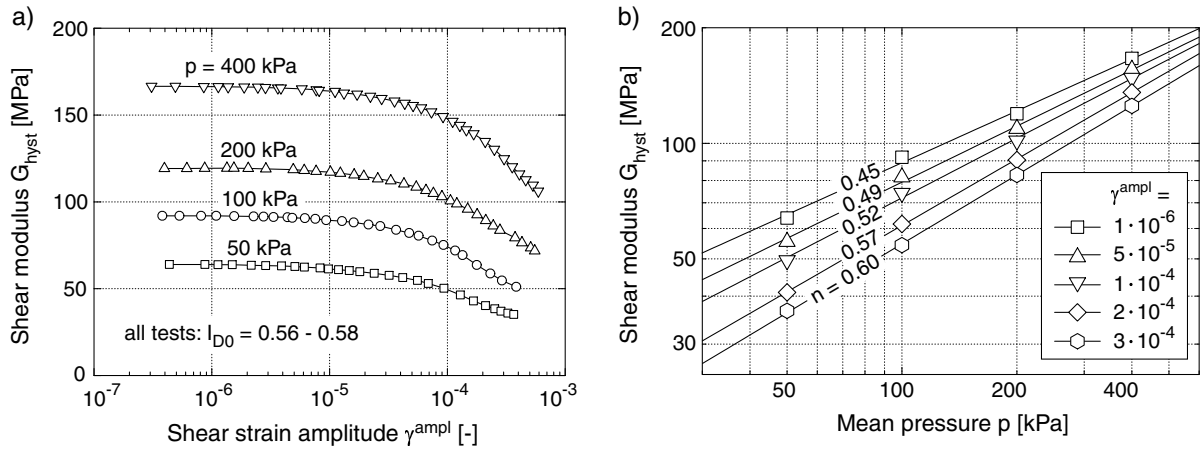 a)
200
150
100
50
0
Shear modulus G_hyst [MPa]
p = 400 kPa
200 kPa
100 kPa
50 kPa
all tests: I_D0 = 0.56 - 0.58
10^-7
10^-6
10^-5
10^-4
10^-3
Shear strain amplitude γ^ampl [-]
b)
200
100
50
30
Shear modulus G_hyst [MPa]
0.45
0.49
0.52
0.57
n = 0.60
γ^ampl =
1·10^-6
5·10^-5
1·10^-4
2·10^-4
3·10^-4
50
100
200
400
Mean pressure p [kPa]